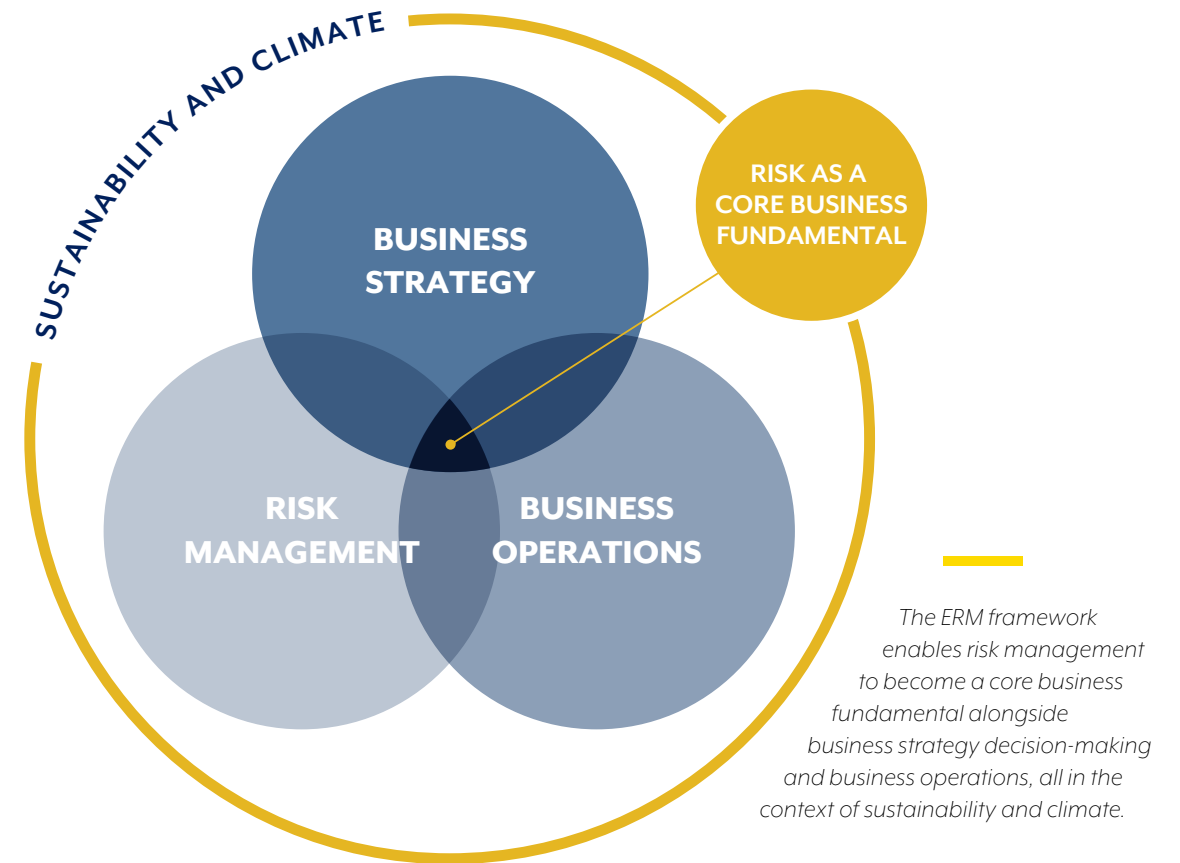 SUSTAINABILITY AND CLIMATE
RISK AS A
CORE BUSINESS
FUNDAMENTAL
BUSINESS
STRATEGY
RISK
MANAGEMENT
BUSINESS
OPERATIONS
The ERM framework
enables risk management
to become a core business
fundamental alongside
business strategy decision-making
and business operations, all in the
context of sustainability and climate.